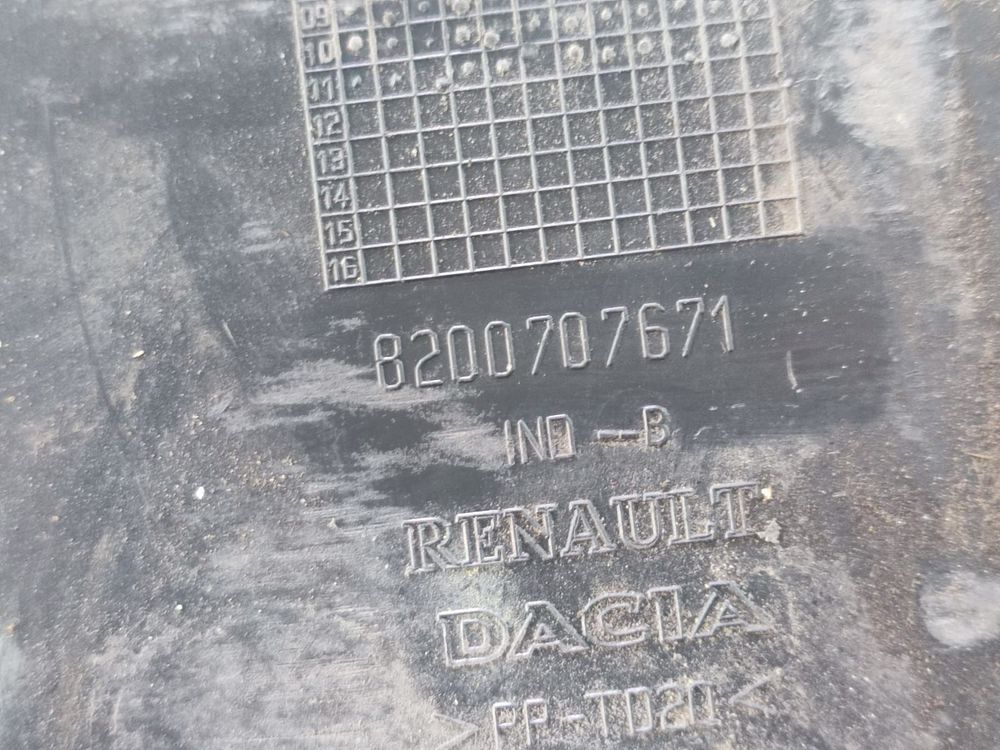 09
10
11
12
13
14
15
16
8200707671
IND - B
RENAULT
DACIA
>PP-TD20<